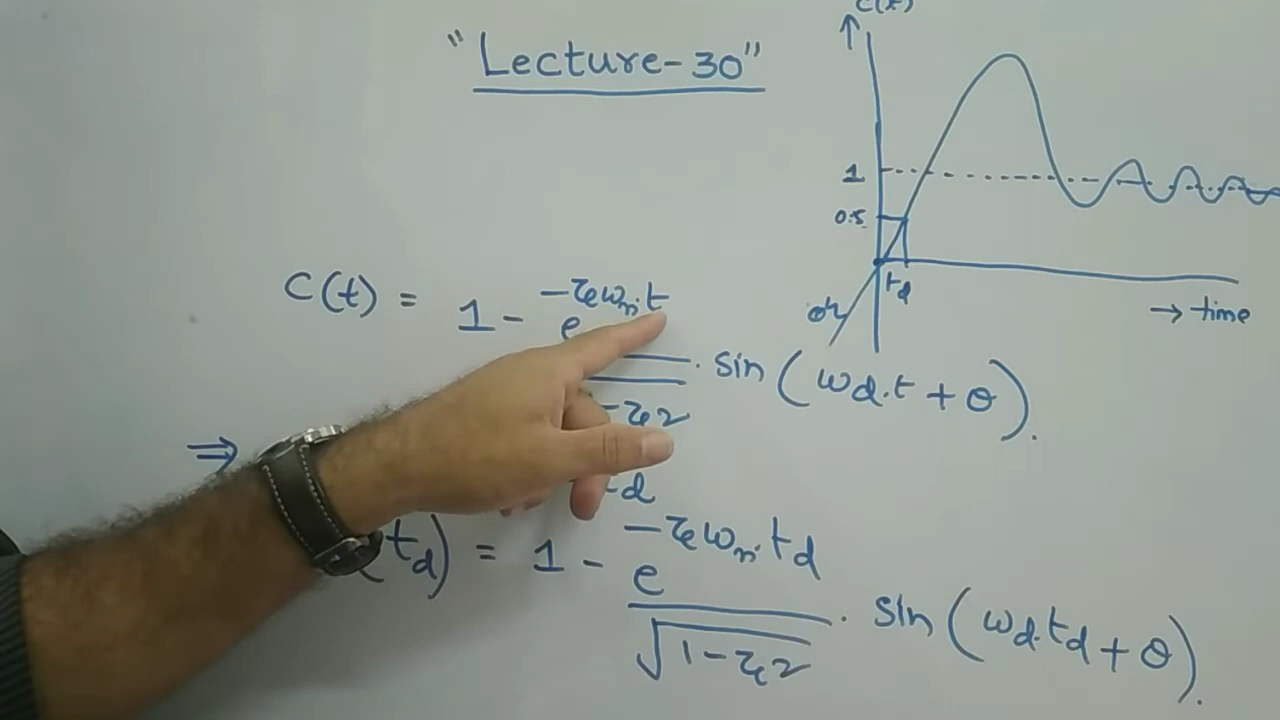 "Lecture-30"
C(t)
1
0.5
td
→ time
C(t) = 1 - e^(-ζωn.t) / -ζ² . sin(ωd.t + θ).
⇒
-d
(td) = 1 - e^(-ζωn.td) / √(1-ζ²) . sin(ωd.td + θ).